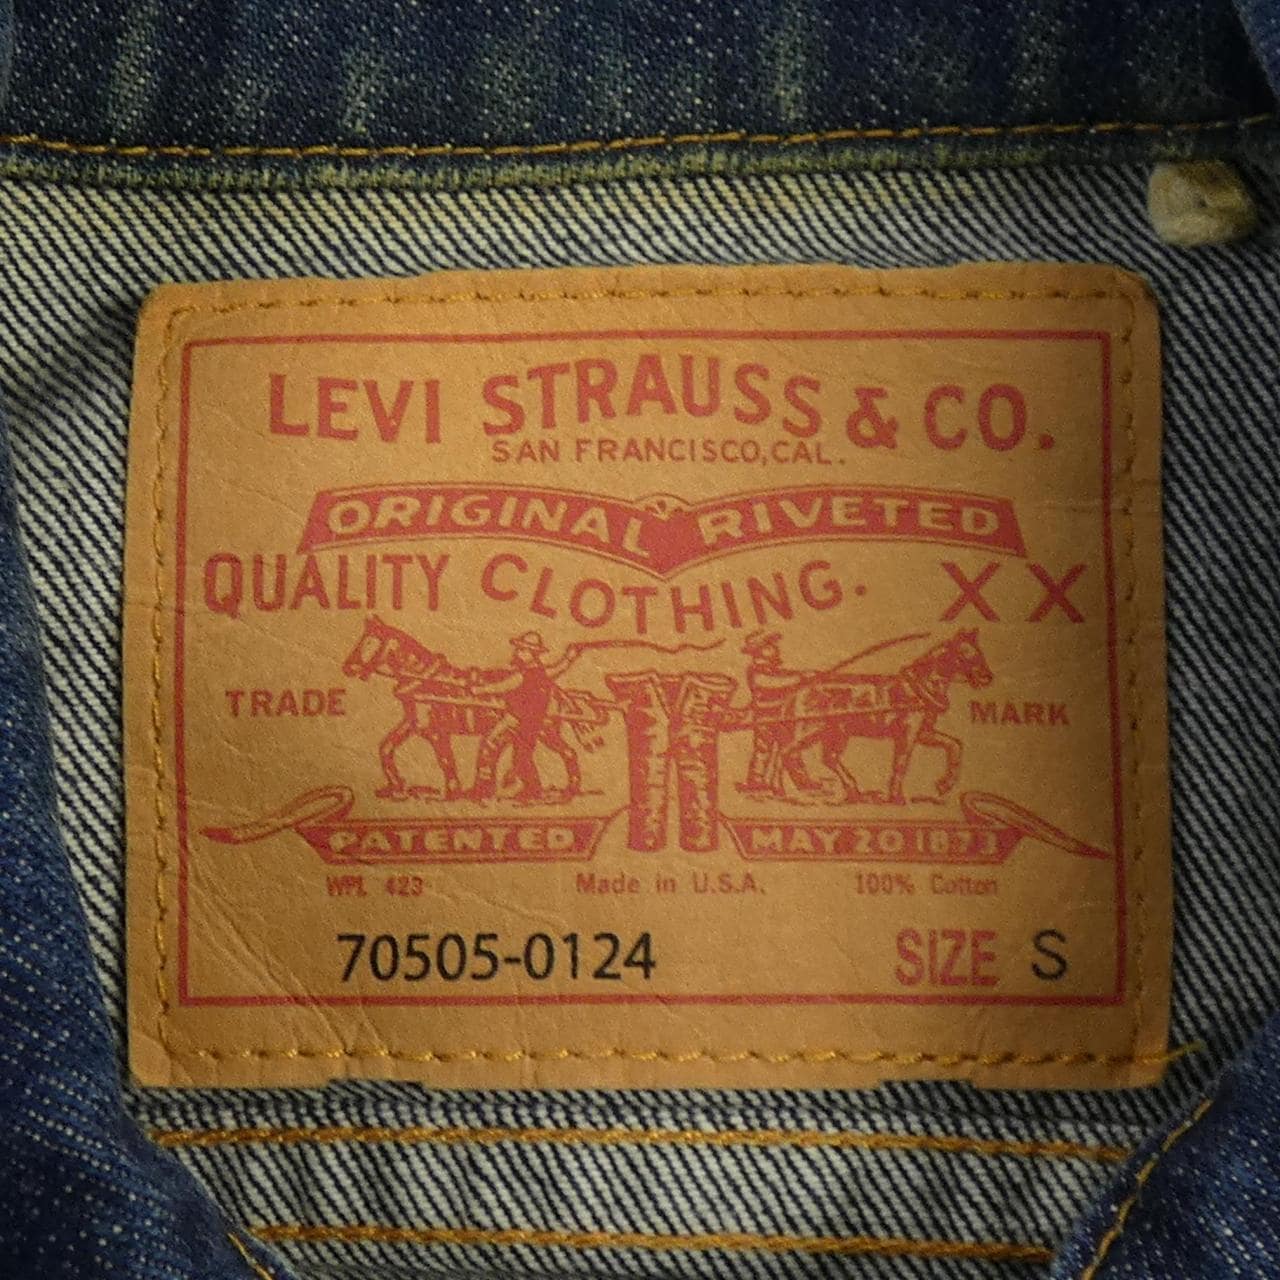 LEVI STRAUSS & CO.
SAN FRANCISCO, CAL.
ORIGINAL RIVETED
QUALITY CLOTHING. XX
TRADE MARK
PATENTED MAY 20 1873
WPL 423 Made in U.S.A. 100% Cotton
70505-0124 SIZE S